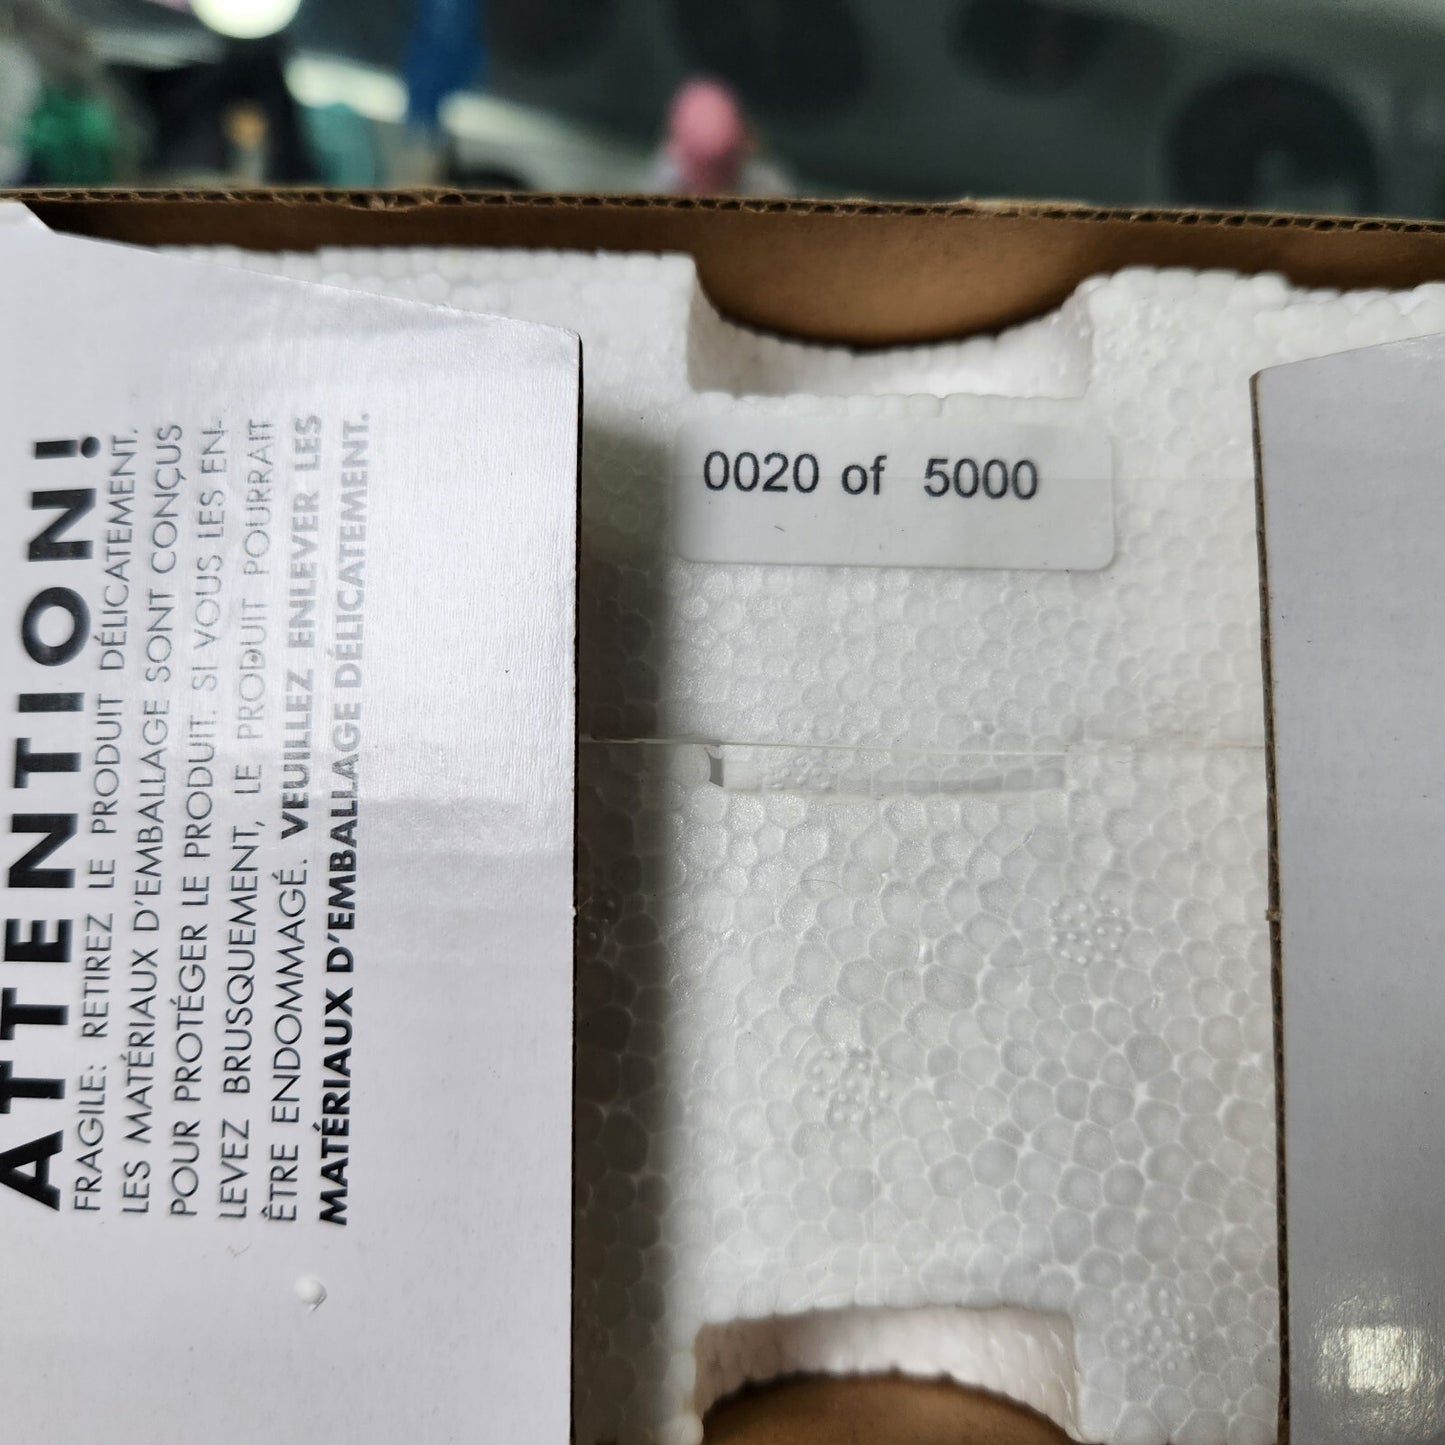 ATTENTION!
FRAGILE: RETIREZ LE PRODUIT DÉLICATEMENT.
LES MATÉRIAUX D'EMBALLAGE SONT CONÇUS
POUR PROTÉGER LE PRODUIT. SI VOUS LES EN-
LEVEZ BRUSQUEMENT, LE PRODUIT POURRAIT
ÊTRE ENDOMMAGÉ. VEUILLEZ ENLEVER LES
MATÉRIAUX D'EMBALLAGE DÉLICATEMENT.
0020 of 5000